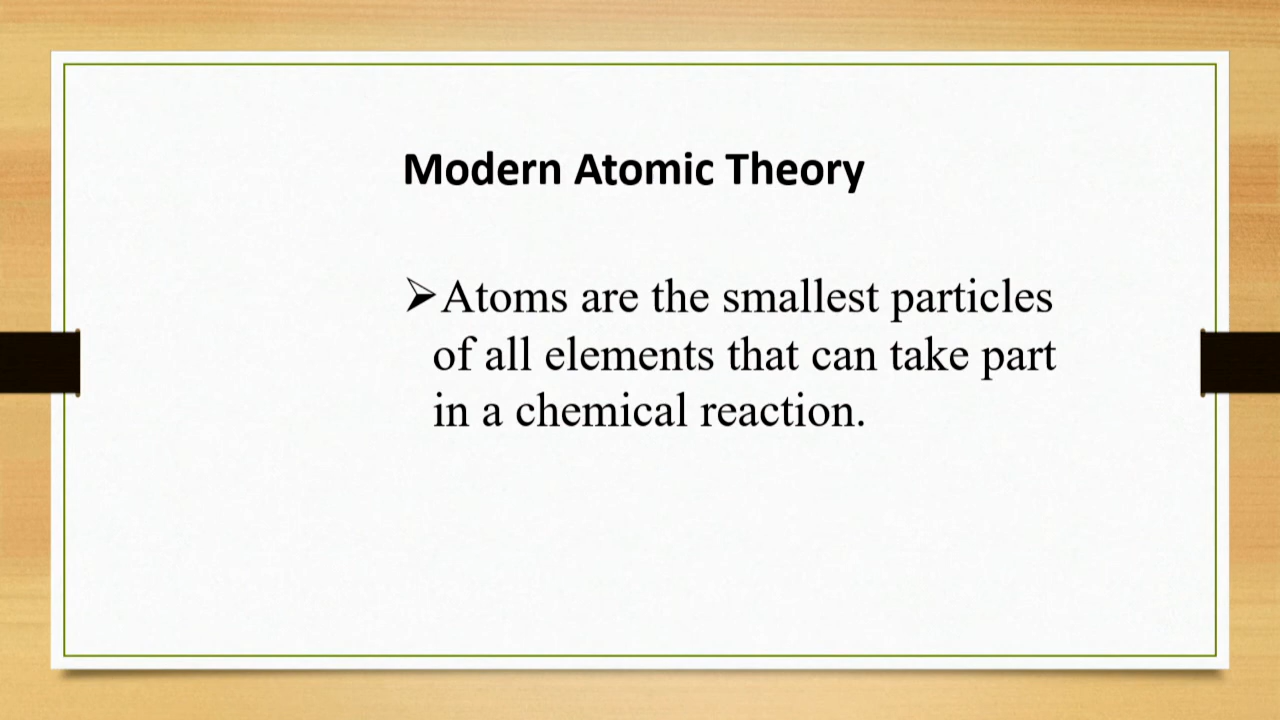 Modern Atomic Theory
➢Atoms are the smallest particles
of all elements that can take part
in a chemical reaction.